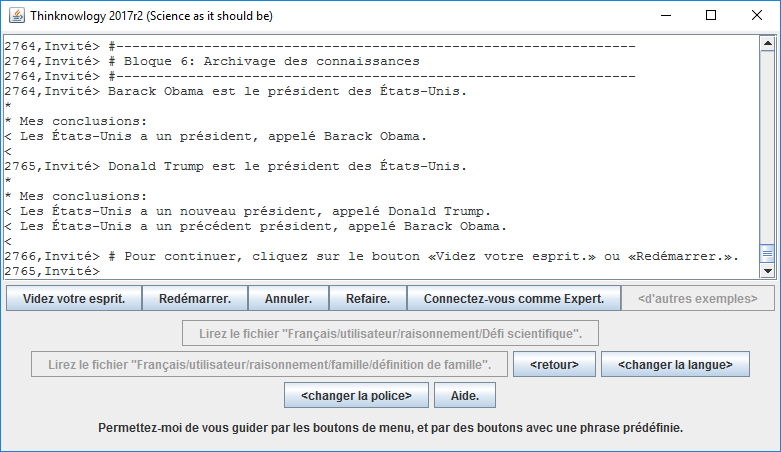 Thinknowlogy 2017r2 (Science as it should be)
2764,Invité> #-----------------------------------------------------------------
2764,Invité> # Bloque 6: Archivage des connaissances
2764,Invité> #-----------------------------------------------------------------
2764,Invité> Barack Obama est le président des États-Unis.
*
* Mes conclusions:
< Les États-Unis a un président, appelé Barack Obama.
<
2765,Invité> Donald Trump est le président des États-Unis.
*
* Mes conclusions:
< Les États-Unis a un nouveau président, appelé Donald Trump.
< Les États-Unis a un précédent président, appelé Barack Obama.
<
2766,Invité> # Pour continuer, cliquez sur le bouton «Videz votre esprit.» ou «Redémarrer.».
2765,Invité>
Videz votre esprit. Redémarrer. Annuler. Refaire. Connectez-vous comme Expert. <d'autres exemples>
Lirez le fichier "Français/utilisateur/raisonnement/Défi scientifique".
Lirez le fichier "Français/utilisateur/raisonnement/famille/définition de famille". <retour> <changer la langue>
<changer la police> Aide.
Permettez-moi de vous guider par les boutons de menu, et par des boutons avec une phrase prédéfinie.